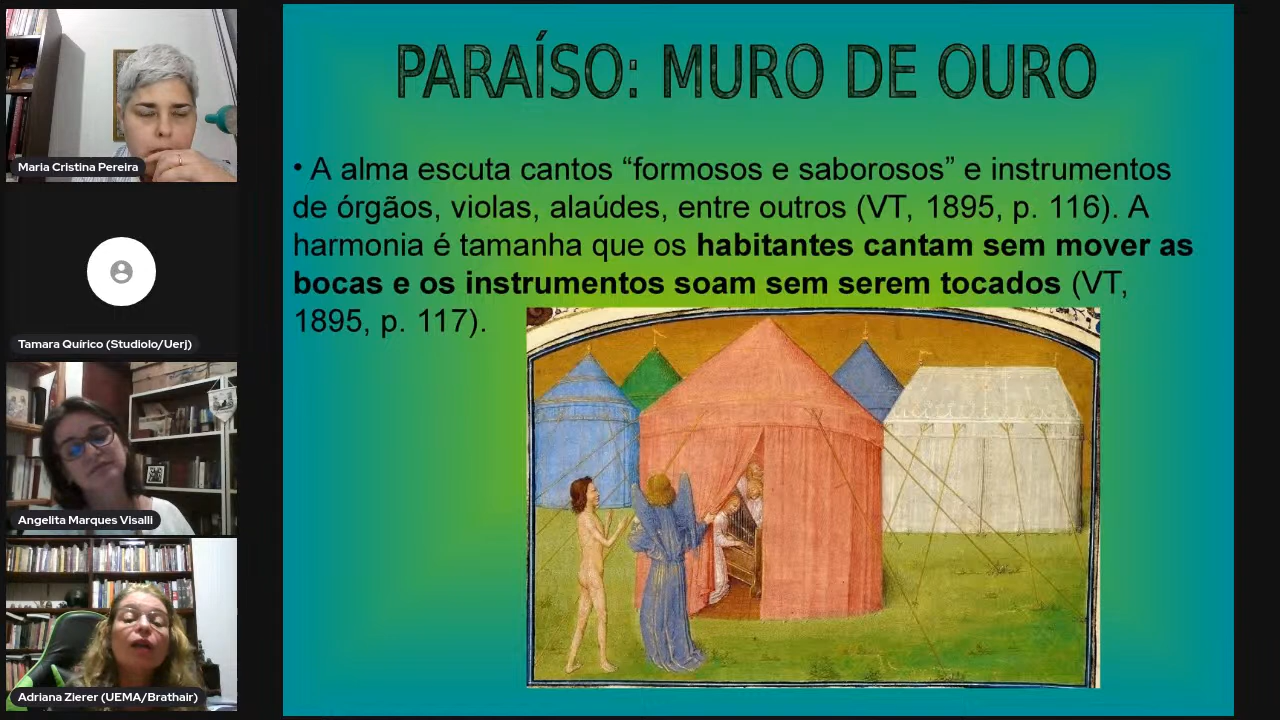 Maria Cristina Pereira
Tamara Quírico (Studiolo/Uerj)
Angelita Marques Visalli
Adriana Zierer (UEMA/Brathair)
PARAÍSO: MURO DE OURO
• A alma escuta cantos “formosos e saborosos” e instrumentos
de órgãos, violas, alaúdes, entre outros (VT, 1895, p. 116). A
harmonia é tamanha que os habitantes cantam sem mover as
bocas e os instrumentos soam sem serem tocados (VT,
1895, p. 117).